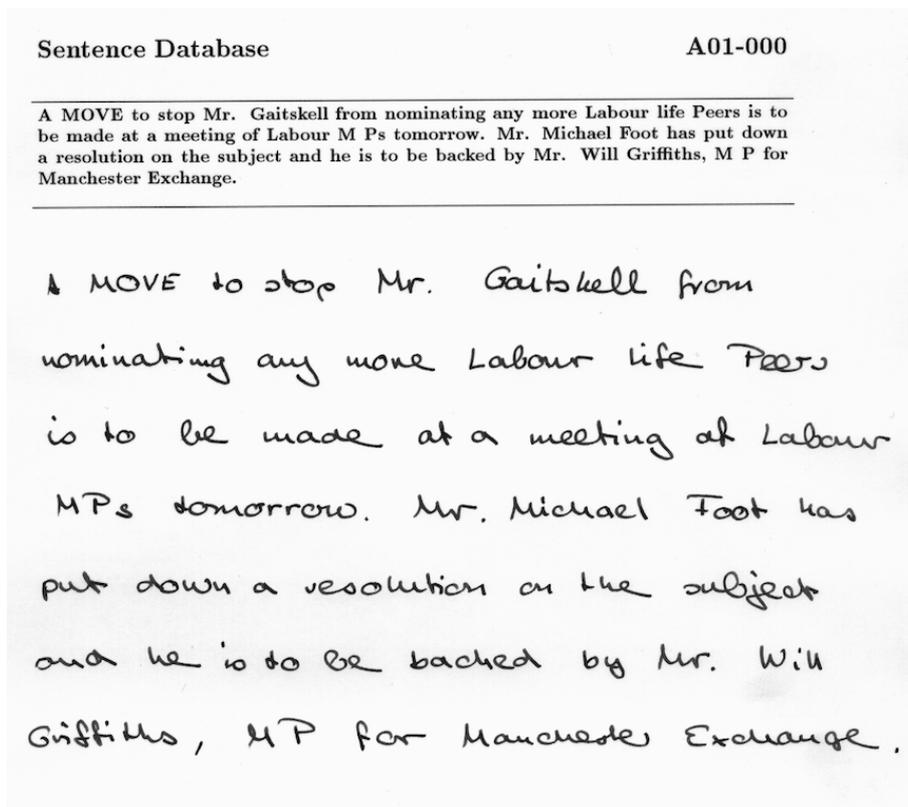 Sentence Database A01-000
A MOVE to stop Mr. Gaitskell from nominating any more Labour life Peers is to
be made at a meeting of Labour M Ps tomorrow. Mr. Michael Foot has put down
a resolution on the subject and he is to be backed by Mr. Will Griffiths, M P for
Manchester Exchange.
A MOVE to stop Mr. Gaitskell from
nominating any more Labour life Peers
is to be made at a meeting of Labour
MPs tomorrow. Mr. Michael Foot has
put down a resolution on the subject
and he is to be backed by Mr. Will
Griffiths, MP for Manchester Exchange.